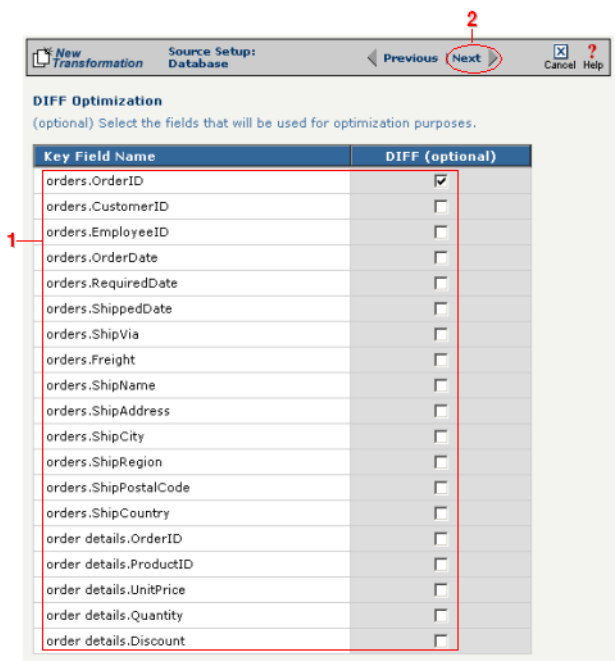 2
New Transformation
Source Setup: Database
Previous
Next
Cancel
? Help
DIFF Optimization
(optional) Select the fields that will be used for optimization purposes.
Key Field Name DIFF (optional)
orders.OrderID
orders.CustomerID
1
orders.EmployeeID
orders.OrderDate
orders.RequiredDate
orders.ShippedDate
orders.ShipVia
orders.Freight
orders.ShipName
orders.ShipAddress
orders.ShipCity
orders.ShipRegion
orders.ShipPostalCode
orders.ShipCountry
order details.OrderID
order details.ProductID
order details.UnitPrice
order details.Quantity
order details.Discount